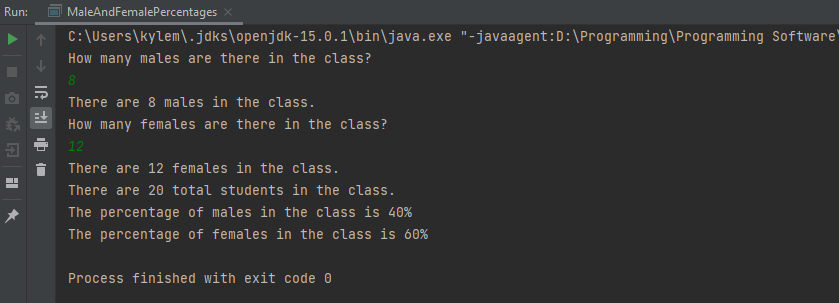 Run: MaleAndFemalePercentages
C:\Users\kylem\.jdks\openjdk-15.0.1\bin\java.exe "-javaagent:D:\Programming\Programming Software\
How many males are there in the class?
8
There are 8 males in the class.
How many females are there in the class?
12
There are 12 females in the class.
There are 20 total students in the class.
The percentage of males in the class is 40%
The percentage of females in the class is 60%
Process finished with exit code 0